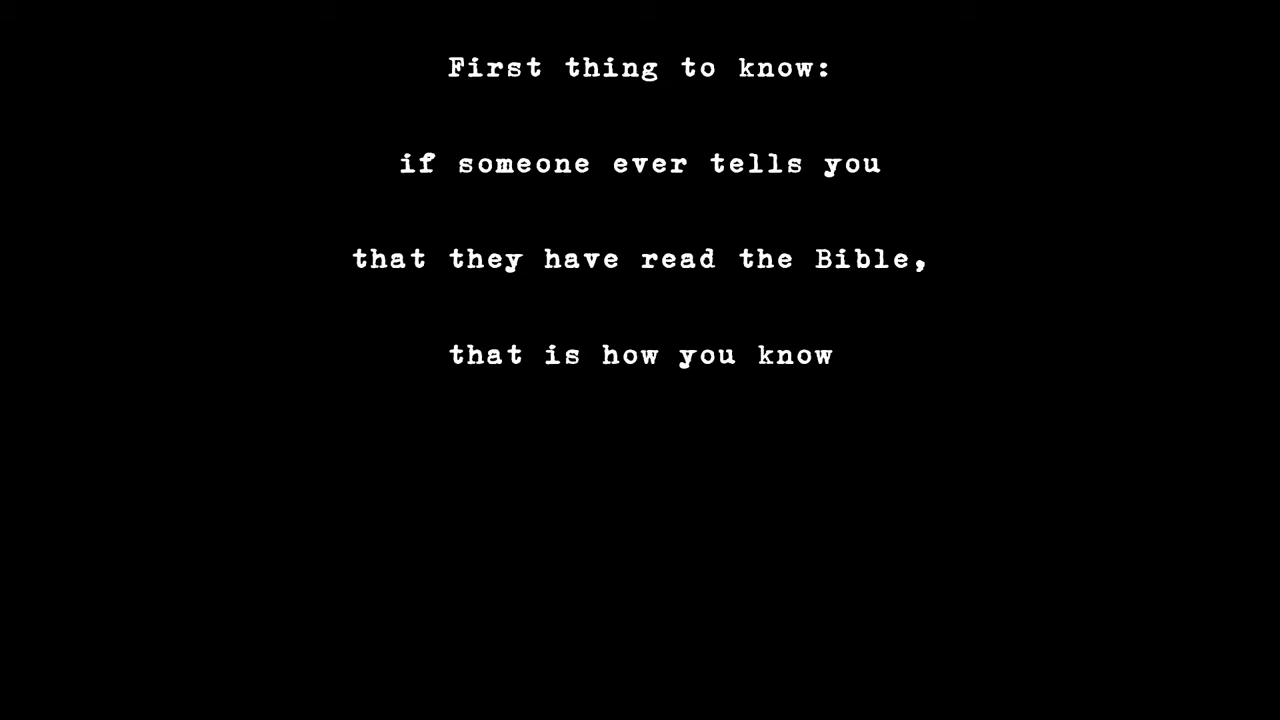 First thing to know:
if someone ever tells you
that they have read the Bible,
that is how you know